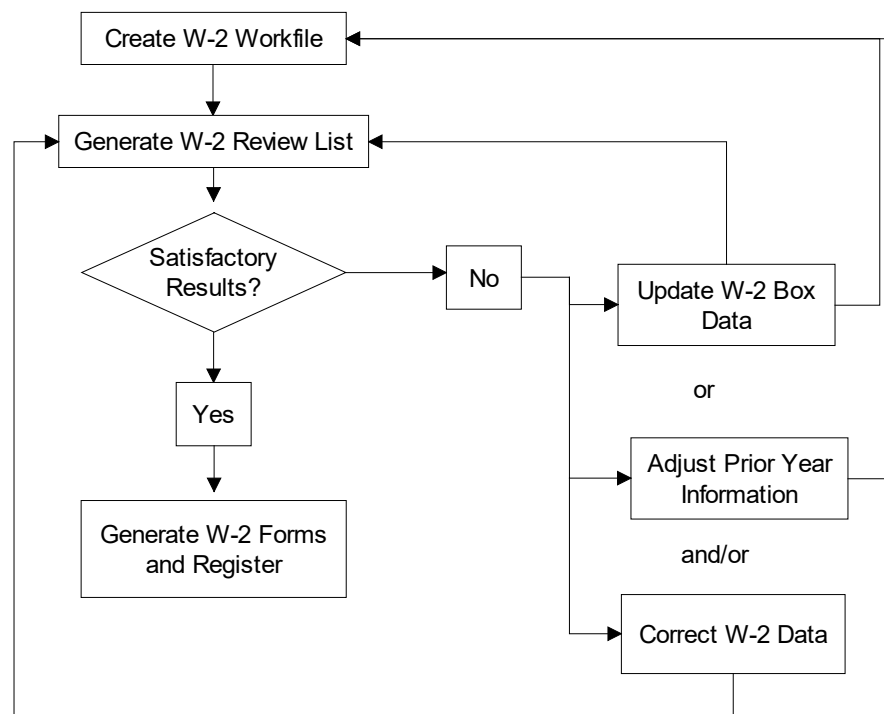 Create W-2 Workfile
Generate W-2 Review List
Satisfactory
Results?
No
Update W-2 Box
Data
or
Yes
Adjust Prior Year
Information
Generate W-2 Forms
and Register
and/or
Correct W-2 Data